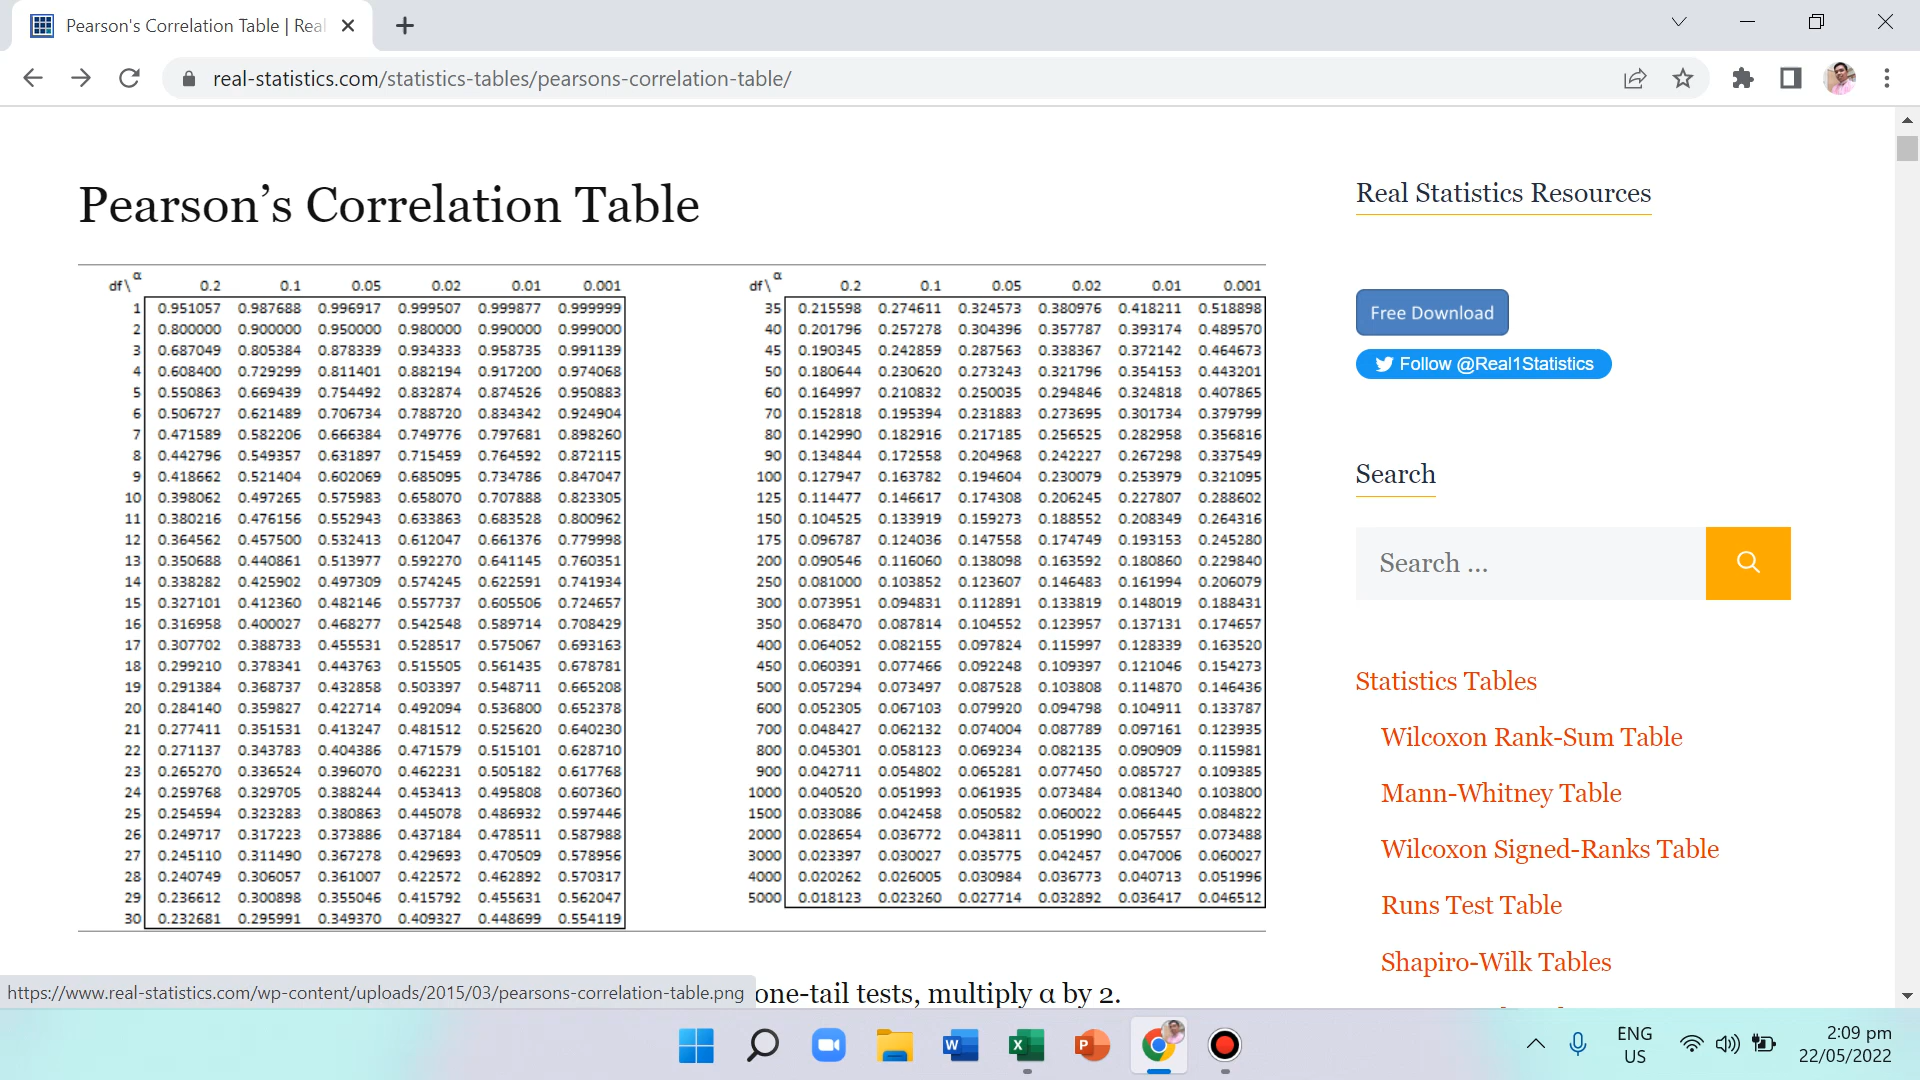 Pearson's Correlation Table | Real
real-statistics.com/statistics-tables/pearsons-correlation-table/
Pearson’s Correlation Table
df\ α 0.2 0.1 0.05 0.02 0.01 0.001
1 0.951057 0.987688 0.996917 0.999507 0.999877 0.999999
2 0.800000 0.900000 0.950000 0.980000 0.990000 0.999000
3 0.687049 0.805384 0.878339 0.934333 0.958735 0.991139
4 0.608400 0.729299 0.811401 0.882194 0.917200 0.974068
5 0.550863 0.669439 0.754492 0.832874 0.874526 0.950883
6 0.506727 0.621489 0.706734 0.788720 0.834342 0.924904
7 0.471589 0.582206 0.666384 0.749776 0.797681 0.898260
8 0.442796 0.549357 0.631897 0.715459 0.764592 0.872115
9 0.418662 0.521404 0.602069 0.685095 0.734786 0.847047
10 0.398062 0.497265 0.575983 0.658070 0.707888 0.823305
11 0.380216 0.476156 0.552943 0.633863 0.683528 0.800962
12 0.364562 0.457500 0.532413 0.612047 0.661376 0.779998
13 0.350688 0.440861 0.513977 0.592270 0.641145 0.760351
14 0.338282 0.425902 0.497309 0.574245 0.622591 0.741934
15 0.327101 0.412360 0.482146 0.557737 0.605506 0.724657
16 0.316958 0.400027 0.468277 0.542548 0.589714 0.708429
17 0.307702 0.388733 0.455531 0.528517 0.575067 0.693163
18 0.299210 0.378341 0.443763 0.515505 0.561435 0.678781
19 0.291384 0.368737 0.432858 0.503397 0.548711 0.665208
20 0.284140 0.359827 0.422714 0.492094 0.536800 0.652378
21 0.277411 0.351531 0.413247 0.481512 0.525620 0.640230
22 0.271137 0.343783 0.404386 0.471579 0.515101 0.628710
23 0.265270 0.336524 0.396070 0.462231 0.505182 0.617768
24 0.259768 0.329705 0.388244 0.453413 0.495808 0.607360
25 0.254594 0.323283 0.380863 0.445078 0.486932 0.597446
26 0.249717 0.317223 0.373886 0.437184 0.478511 0.587988
27 0.245110 0.311490 0.367278 0.429693 0.470509 0.578956
28 0.240749 0.306057 0.361007 0.422572 0.462892 0.570317
29 0.236612 0.300898 0.355046 0.415792 0.455631 0.562047
30 0.232681 0.295991 0.349370 0.409327 0.448699 0.554119
df\ α 0.2 0.1 0.05 0.02 0.01 0.001
35 0.215598 0.274611 0.324573 0.380976 0.418211 0.518898
40 0.201796 0.257278 0.304396 0.357787 0.393174 0.489570
45 0.190345 0.242859 0.287563 0.338367 0.372142 0.464673
50 0.180644 0.230620 0.273243 0.321796 0.354153 0.443201
60 0.164997 0.210832 0.250035 0.294846 0.324818 0.407865
70 0.152818 0.195394 0.231883 0.273695 0.301734 0.379799
80 0.142990 0.182916 0.217185 0.256525 0.282958 0.356816
90 0.134844 0.172558 0.204968 0.242227 0.267298 0.337549
100 0.127947 0.163782 0.194604 0.230079 0.253979 0.321095
125 0.114477 0.146617 0.174308 0.206245 0.227807 0.288602
150 0.104525 0.133919 0.159273 0.188552 0.208349 0.264316
175 0.096787 0.124036 0.147558 0.174749 0.193153 0.245280
200 0.090546 0.116060 0.138098 0.163592 0.180860 0.229840
250 0.081000 0.103852 0.123607 0.146483 0.161994 0.206079
300 0.073951 0.094831 0.112891 0.133819 0.148019 0.188431
350 0.068470 0.087814 0.104552 0.123957 0.137131 0.174657
400 0.064052 0.082155 0.097824 0.115997 0.128339 0.163520
450 0.060391 0.077466 0.092248 0.109397 0.121046 0.154273
500 0.057294 0.073497 0.087528 0.103808 0.114870 0.146436
600 0.052305 0.067103 0.079920 0.094798 0.104911 0.133787
700 0.048427 0.062132 0.074004 0.087789 0.097161 0.123935
800 0.045301 0.058123 0.069234 0.082135 0.090909 0.115981
900 0.042711 0.054802 0.065281 0.077450 0.085727 0.109385
1000 0.040520 0.051993 0.061935 0.073484 0.081340 0.103800
1500 0.033086 0.042458 0.050582 0.060022 0.066445 0.084822
2000 0.028654 0.036772 0.043811 0.051990 0.057557 0.073488
3000 0.023397 0.030027 0.035775 0.042457 0.047006 0.060027
4000 0.020262 0.026005 0.030984 0.036773 0.040713 0.051996
5000 0.018123 0.023260 0.027714 0.032892 0.036417 0.046512
one-tail tests, multiply α by 2.
Real Statistics Resources
Free Download
Follow @Real1Statistics
Search
Search ...
Statistics Tables
Wilcoxon Rank-Sum Table
Mann-Whitney Table
Wilcoxon Signed-Ranks Table
Runs Test Table
Shapiro-Wilk Tables
https://www.real-statistics.com/wp-content/uploads/2015/03/pearsons-correlation-table.png
W
X
P
ENG
US
2:09 pm
22/05/2022